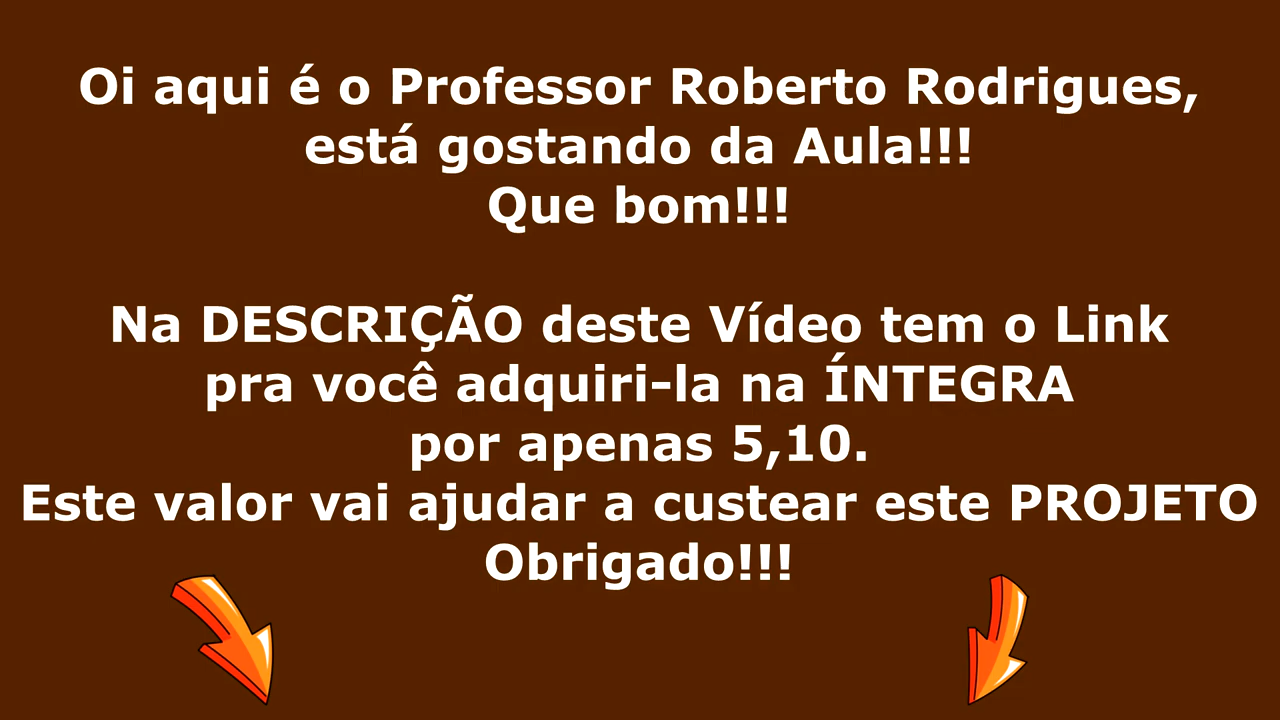 Oi aqui é o Professor Roberto Rodrigues,
está gostando da Aula!!!
Que bom!!!
Na DESCRIÇÃO deste Vídeo tem o Link
pra você adquiri-la na ÍNTEGRA
por apenas 5,10.
Este valor vai ajudar a custear este PROJETO
Obrigado!!!